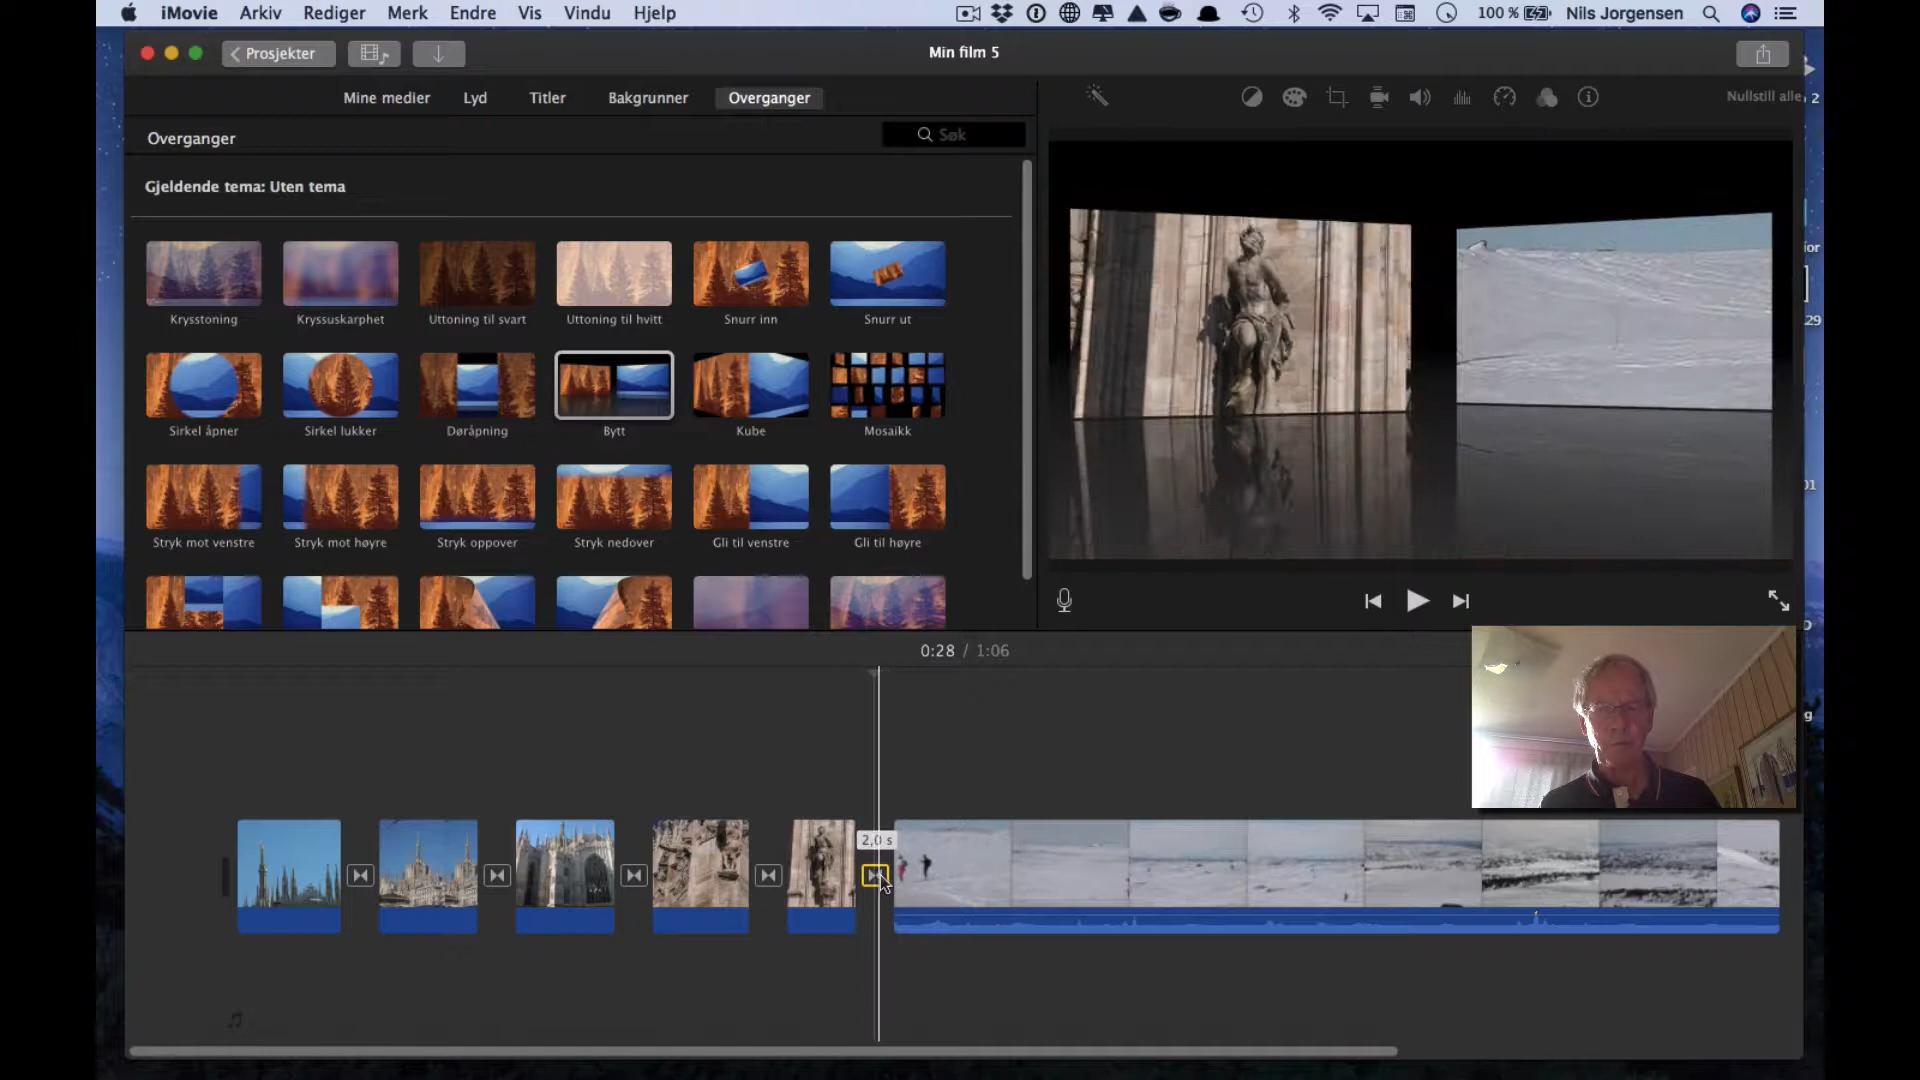 iMovie Arkiv Rediger Merk Endre Vis Vindu Hjelp 100 % Nils Jorgensen
Prosjekter Min film 5
Mine medier Lyd Titler Bakgrunner Overganger Nullstill alle 2
Overganger Søk
Gjeldende tema: Uten tema
Krysstoning Kryssuskarphet Uttoning til svart Uttoning til hvitt Snurr inn Snurr ut
Sirkel åpner Sirkel lukker Døråpning Bytt Kube Mosaikk
Stryk mot venstre Stryk mot høyre Stryk oppover Stryk nedover Gli til venstre Gli til høyre
0:28 / 1:06
2,0 s